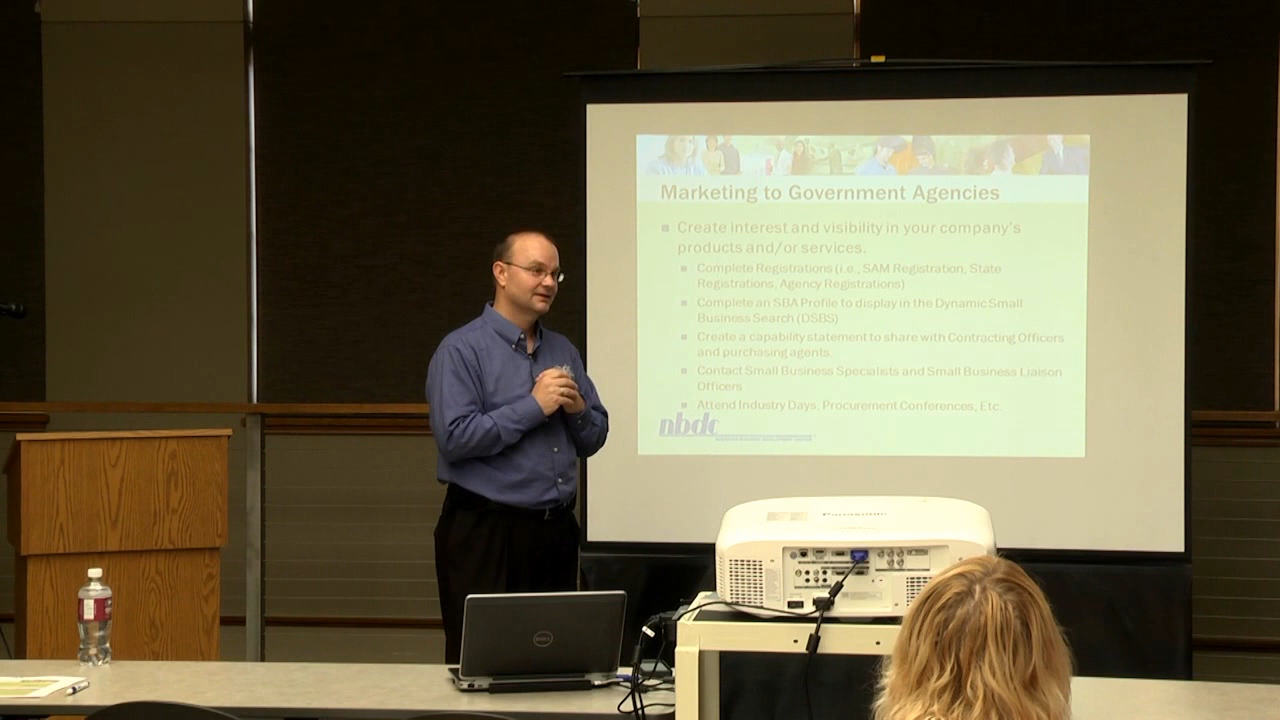 Marketing to Government Agencies
Create interest and visibility in your company's
products and/or services.
Complete Registrations (i.e., SAM Registration, State
Registrations, Agency Registrations)
Complete an SBA Profile to display in the Dynamic Small
Business Search (DSBS)
Create a capability statement to share with Contracting Officers
and purchasing agents.
Contact Small Business Specialists and Small Business Liaison
Officers
Attend Industry Days, Procurement Conferences, Etc.
nbdc
Panasonic
DELL